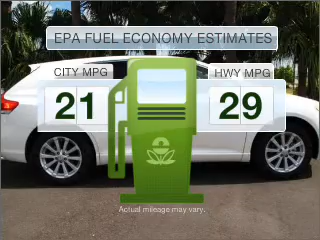 EPA FUEL ECONOMY ESTIMATES
CITY MPG
HWY MPG
21
29
Actual mileage may vary.